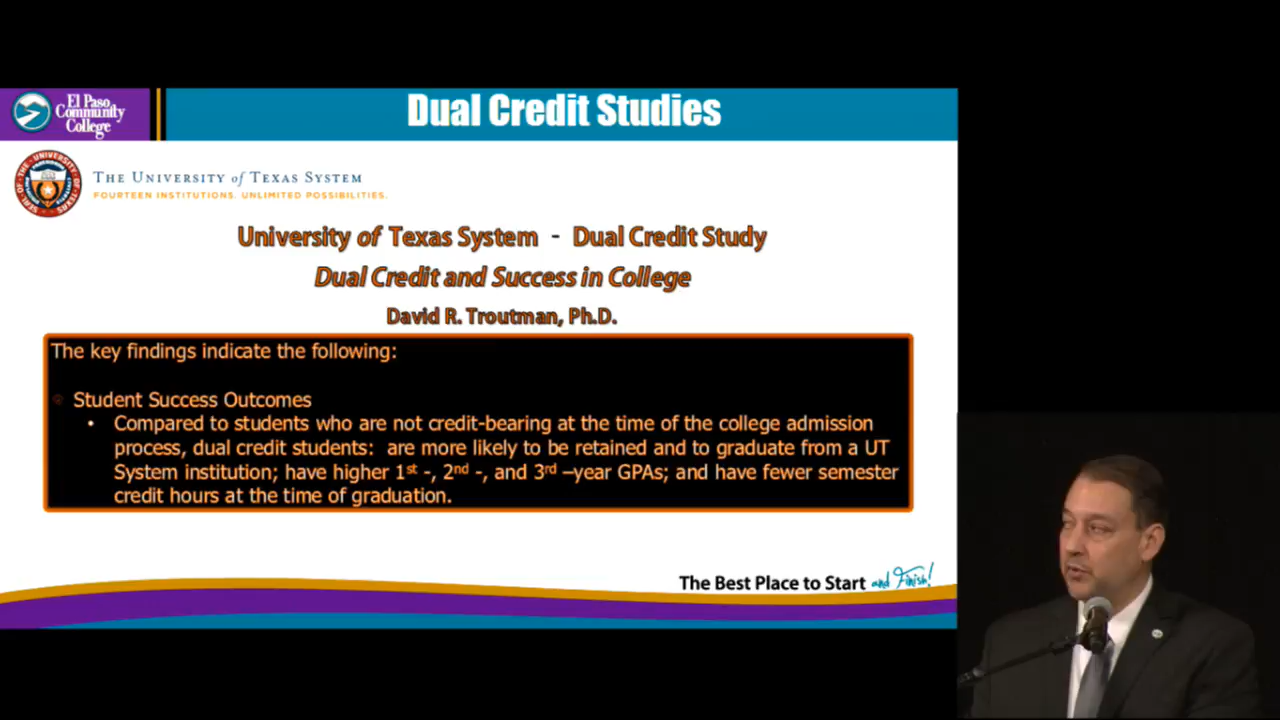 El Paso
Community
College
Dual Credit Studies
THE UNIVERSITY of TEXAS SYSTEM
FOURTEEN INSTITUTIONS. UNLIMITED POSSIBILITIES.
University of Texas System - Dual Credit Study
Dual Credit and Success in College
David R. Troutman, Ph.D.
The key findings indicate the following:
Student Success Outcomes
• Compared to students who are not credit-bearing at the time of the college admission
process, dual credit students: are more likely to be retained and to graduate from a UT
System institution; have higher 1st -, 2nd -, and 3rd –year GPAs; and have fewer semester
credit hours at the time of graduation.
The Best Place to Start and Finish!